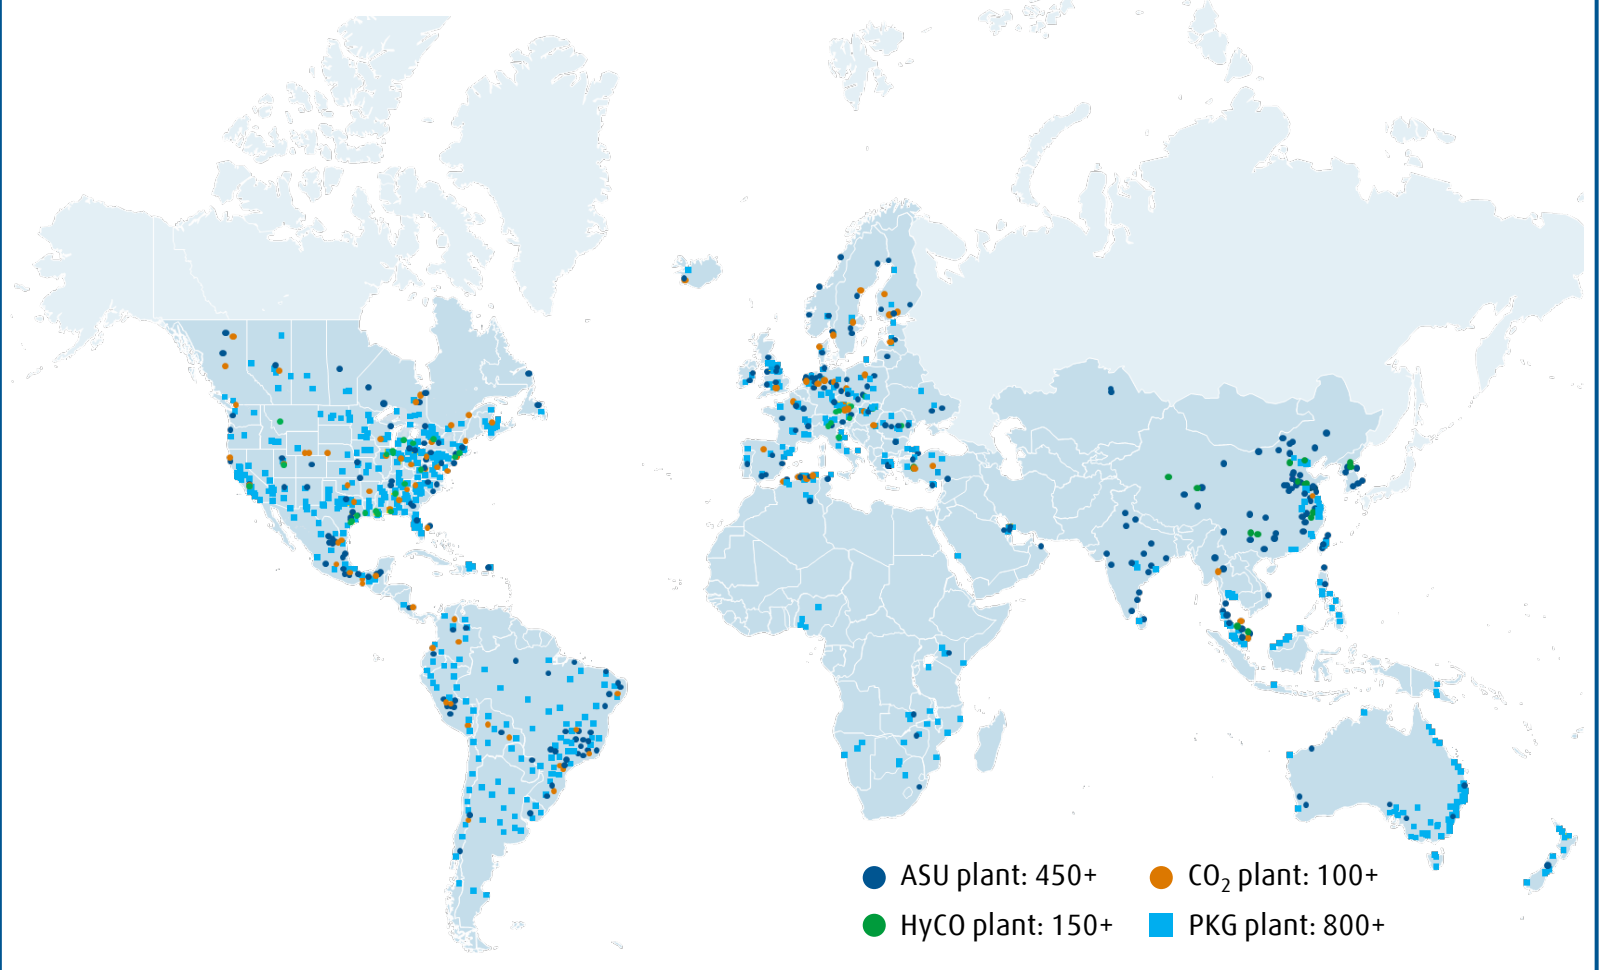 ASU plant: 450+
CO₂ plant: 100+
HyCO plant: 150+
PKG plant: 800+